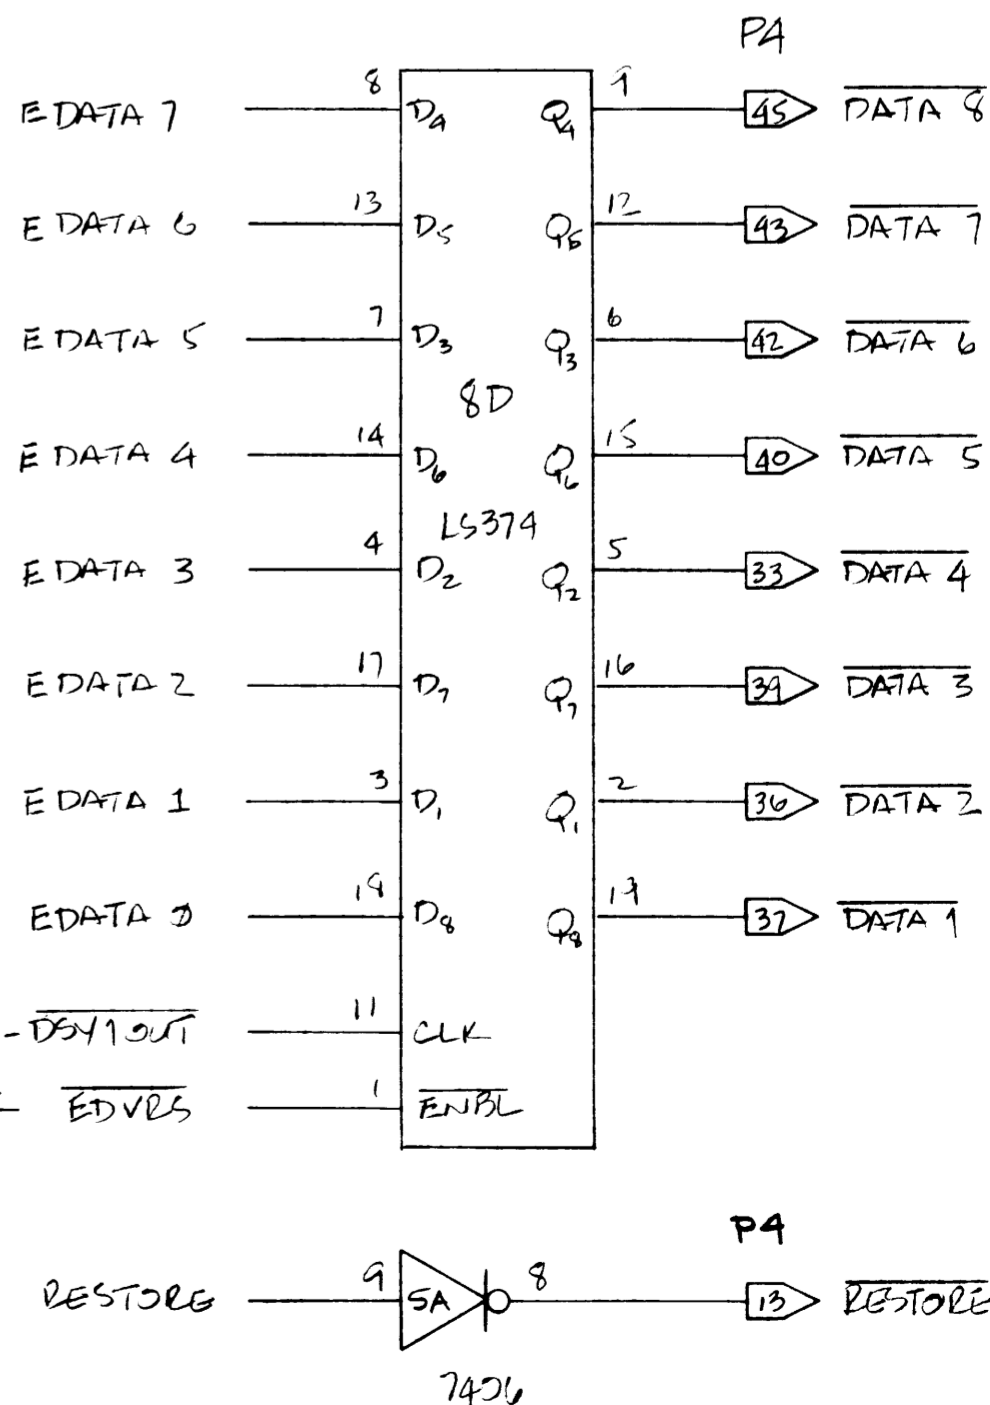 P4
EDATA 7 8 D4 Q4 9 45 DATA 8
EDATA 6 13 D5 Q5 12 43 DATA 7
EDATA 5 7 D3 Q3 6 42 DATA 6
8D
EDATA 4 14 D6 Q6 15 40 DATA 5
LS374
EDATA 3 4 D2 Q2 5 33 DATA 4
EDATA 2 17 D7 Q7 16 39 DATA 3
EDATA 1 3 D1 Q1 2 36 DATA 2
EDATA 0 18 D8 Q8 19 37 DATA 1
DSY1OUT 11 CLK
EDVRS 1 ENBL
P4
RESTORE 9 5A 8 13 RESTORE
7406